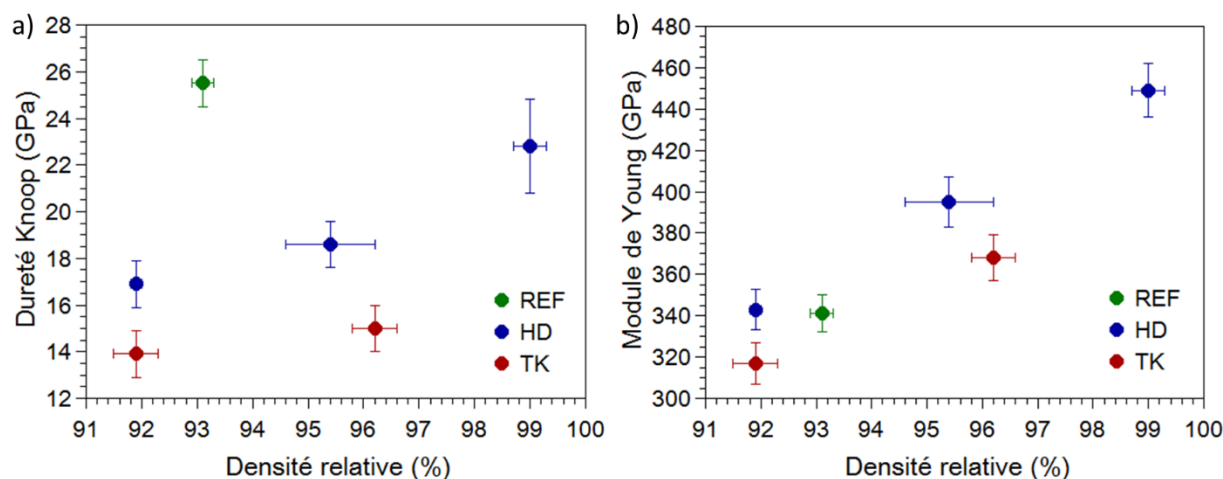 a)
Dureté Knoop (GPa)
28
26
24
22
20
18
16
14
12
REF
HD
TK
91 92 93 94 95 96 97 98 99 100
Densité relative (%)
b)
Module de Young (GPa)
480
460
440
420
400
380
360
340
320
300
REF
HD
TK
91 92 93 94 95 96 97 98 99 100
Densité relative (%)